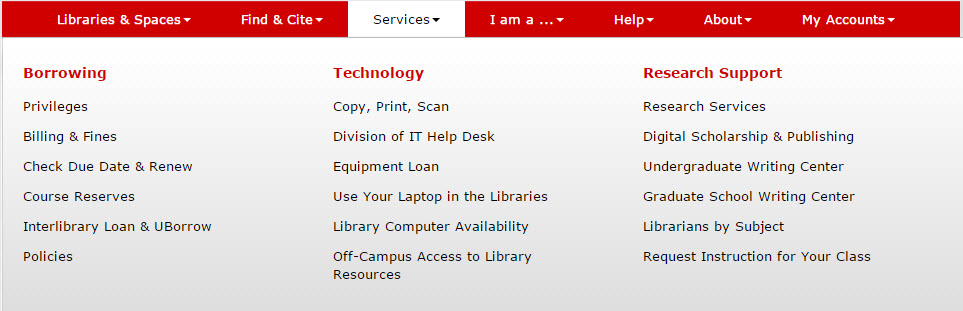 Libraries & Spaces Find & Cite Services I am a ... Help About My Accounts
Borrowing
Privileges
Billing & Fines
Check Due Date & Renew
Course Reserves
Interlibrary Loan & UBorrow
Policies
Technology
Copy, Print, Scan
Division of IT Help Desk
Equipment Loan
Use Your Laptop in the Libraries
Library Computer Availability
Off-Campus Access to Library
Resources
Research Support
Research Services
Digital Scholarship & Publishing
Undergraduate Writing Center
Graduate School Writing Center
Librarians by Subject
Request Instruction for Your Class